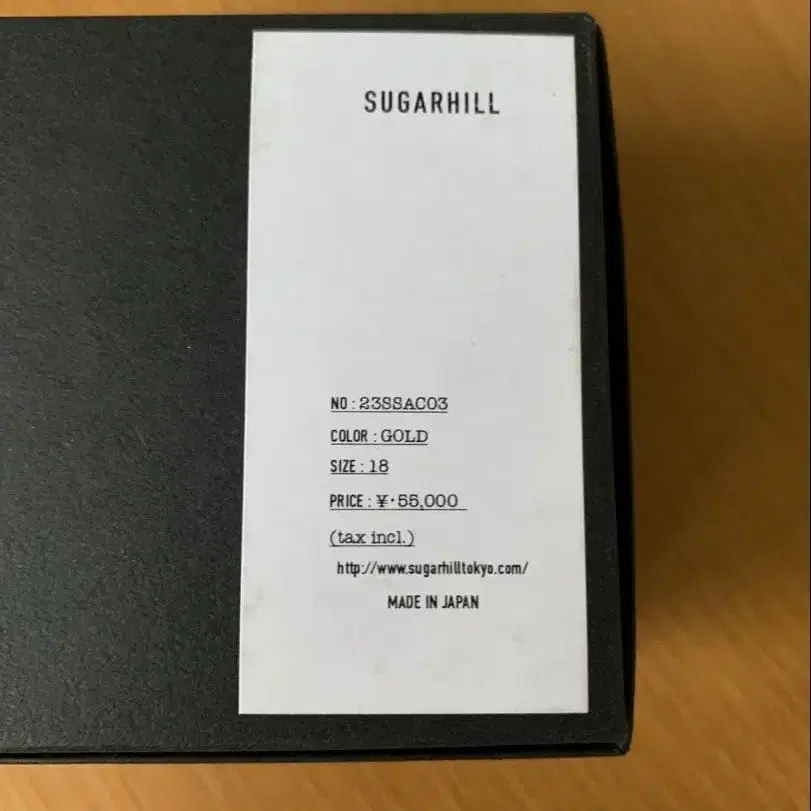 SUGARHILL
NO : 23SSAC03
COLOR : GOLD
SIZE : 18
PRICE : ¥・55,000
(tax incl.)
http://www.sugarhilltokyo.com/
MADE IN JAPAN